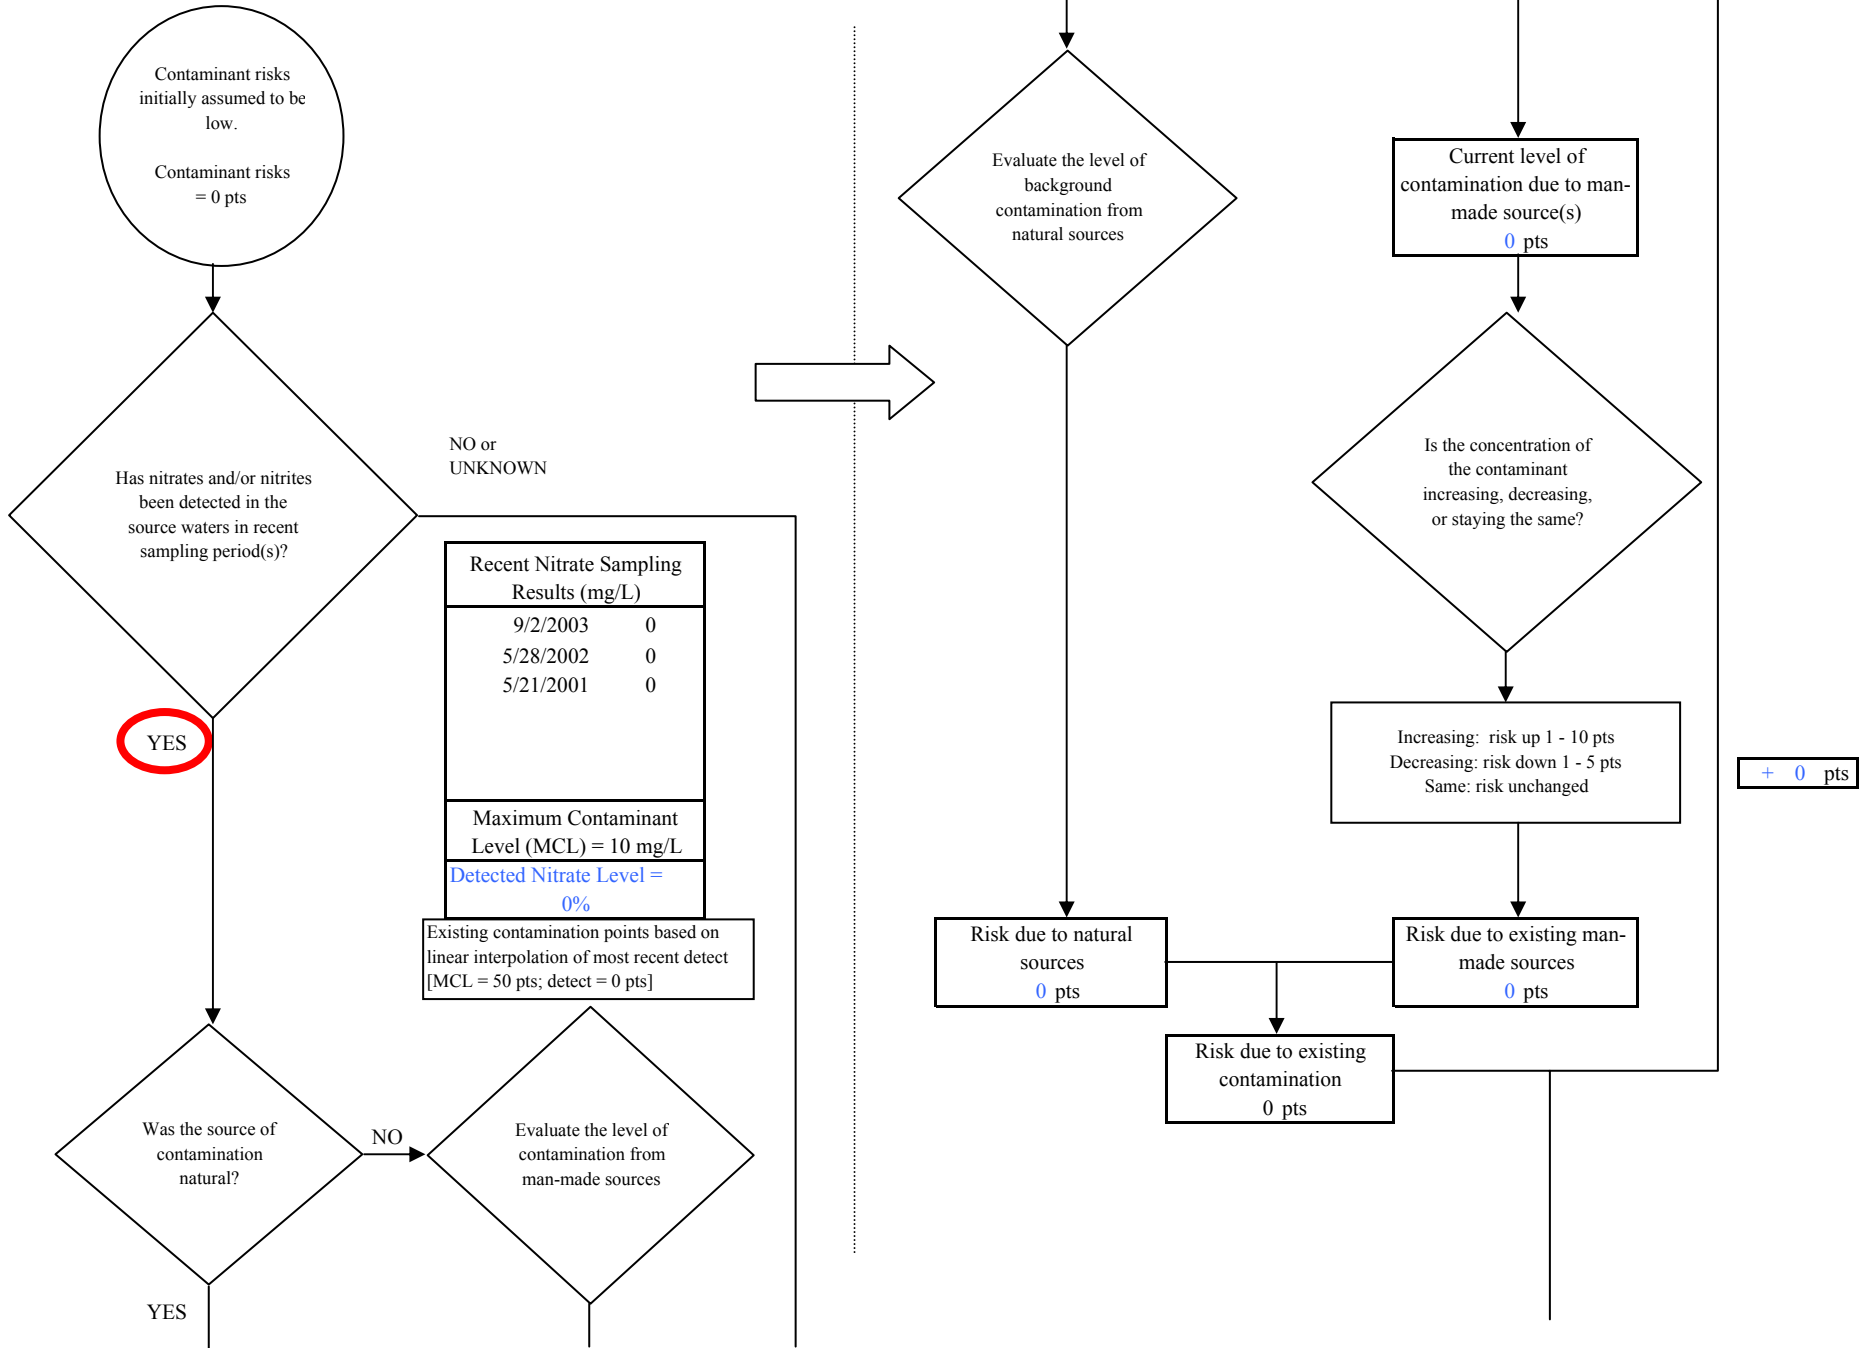 Contaminant risks
initially assumed to be
low.
Contaminant risks
= 0 pts
Has nitrates and/or nitrites
been detected in the
source waters in recent
sampling period(s)?
NO or
UNKNOWN
YES
Recent Nitrate Sampling
Results (mg/L)
9/2/2003 0
5/28/2002 0
5/21/2001 0
Maximum Contaminant
Level (MCL) = 10 mg/L
Detected Nitrate Level =
0%
Existing contamination points based on
linear interpolation of most recent detect
[MCL = 50 pts; detect = 0 pts]
Was the source of
contamination
natural?
NO
YES
Evaluate the level of
contamination from
man-made sources
Evaluate the level of
background
contamination from
natural sources
Current level of
contamination due to man-
made source(s)
0 pts
Is the concentration of
the contaminant
increasing, decreasing,
or staying the same?
Increasing: risk up 1 - 10 pts
Decreasing: risk down 1 - 5 pts
Same: risk unchanged
+ 0 pts
Risk due to natural
sources
0 pts
Risk due to existing man-
made sources
0 pts
Risk due to existing
contamination
0 pts